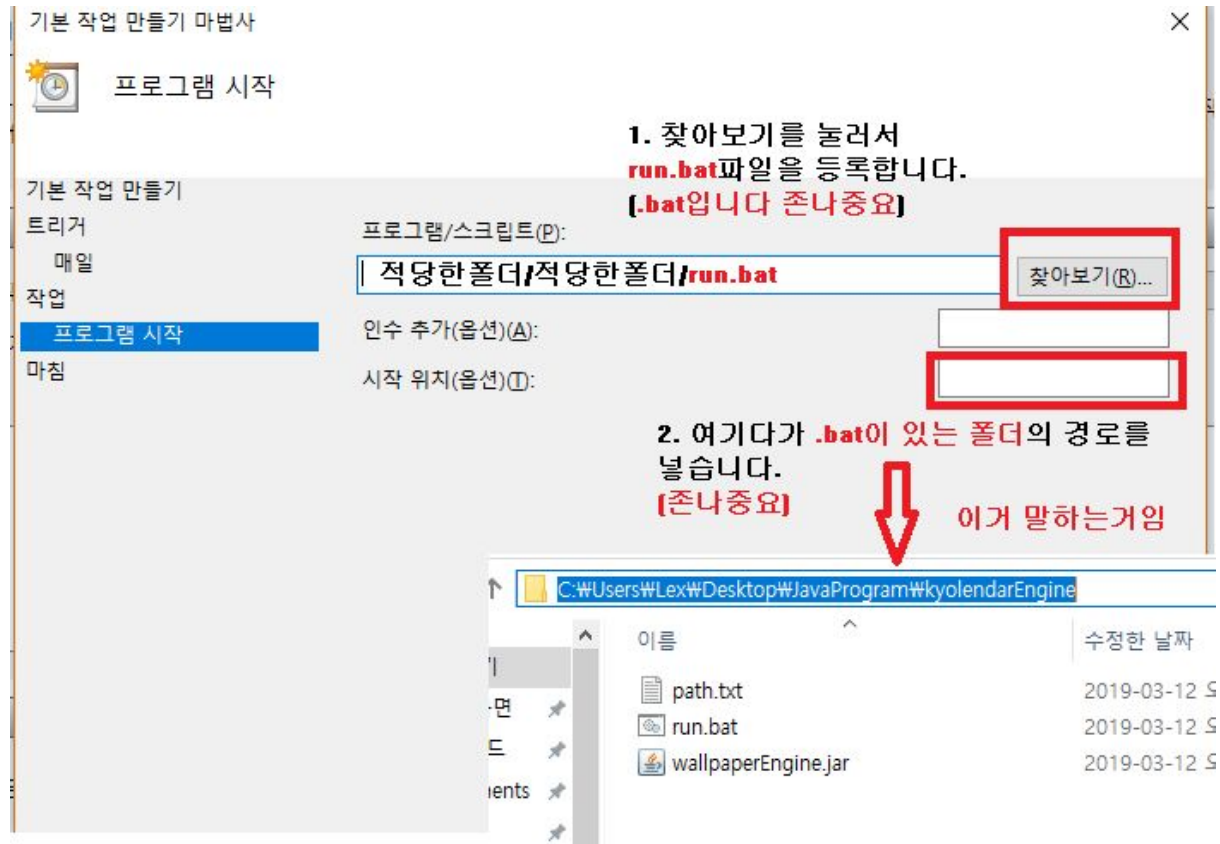 기본 작업 만들기 마법사
프로그램 시작
1. 찾아보기를 눌러서
run.bat파일을 등록합니다.
(.bat입니다 존나중요)
기본 작업 만들기
트리거
매일
작업
프로그램 시작
마침
프로그램/스크립트(P):
적당한폴더/적당한폴더/run.bat
찾아보기(R)...
인수 추가(옵션)(A):
시작 위치(옵션)(T):
2. 여기다가 .bat이 있는 폴더의 경로를
넣습니다.
(존나중요)
이거 말하는거임
C:₩Users₩Lex₩Desktop₩JavaProgram₩kyolendarEngine
이름
수정한 날짜
path.txt
2019-03-12
run.bat
2019-03-12
wallpaperEngine.jar
2019-03-12